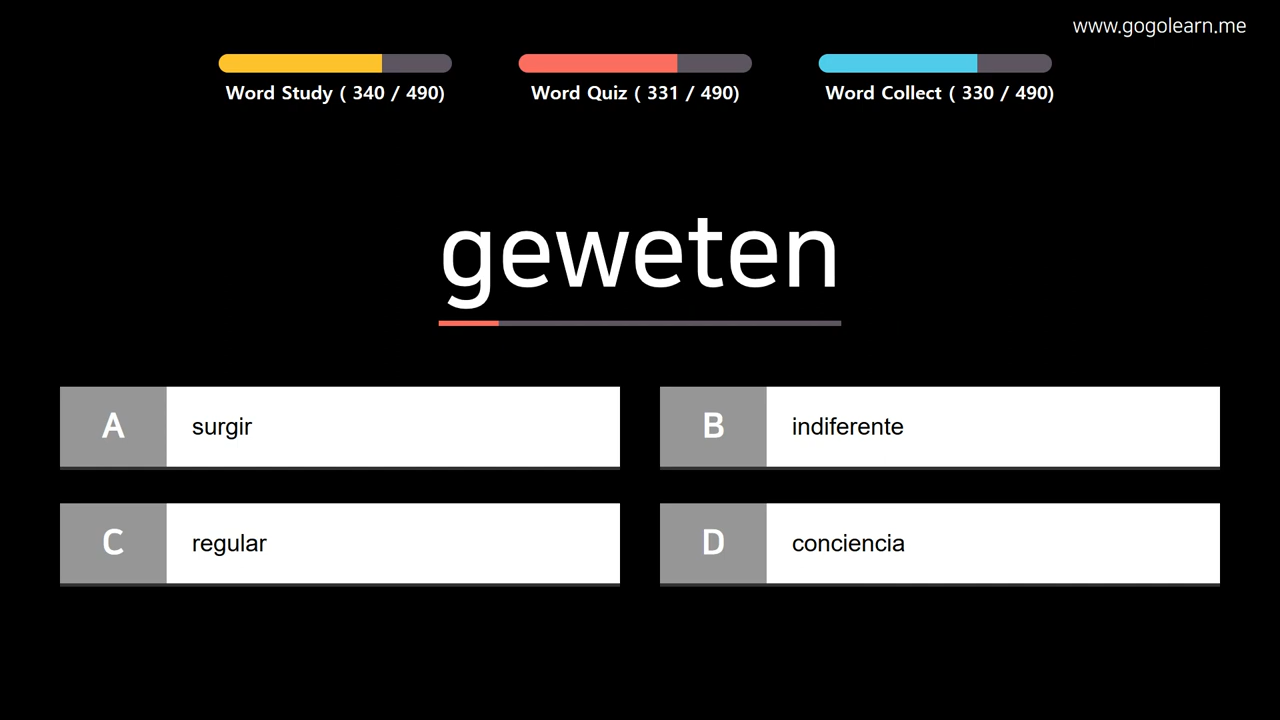 www.gogolearn.me
Word Study ( 340 / 490)
Word Quiz ( 331 / 490)
Word Collect ( 330 / 490)
geweten
A surgir
B indiferente
C regular
D conciencia